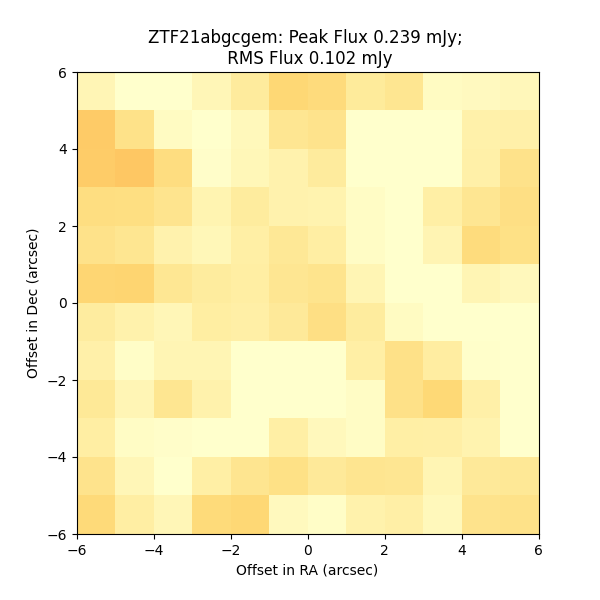 ZTF21abgcgem: Peak Flux 0.239 mJy;
RMS Flux 0.102 mJy
6
4
2
0
−2
−4
−6
Offset in Dec (arcsec)
−6 −4 −2 0 2 4 6
Offset in RA (arcsec)